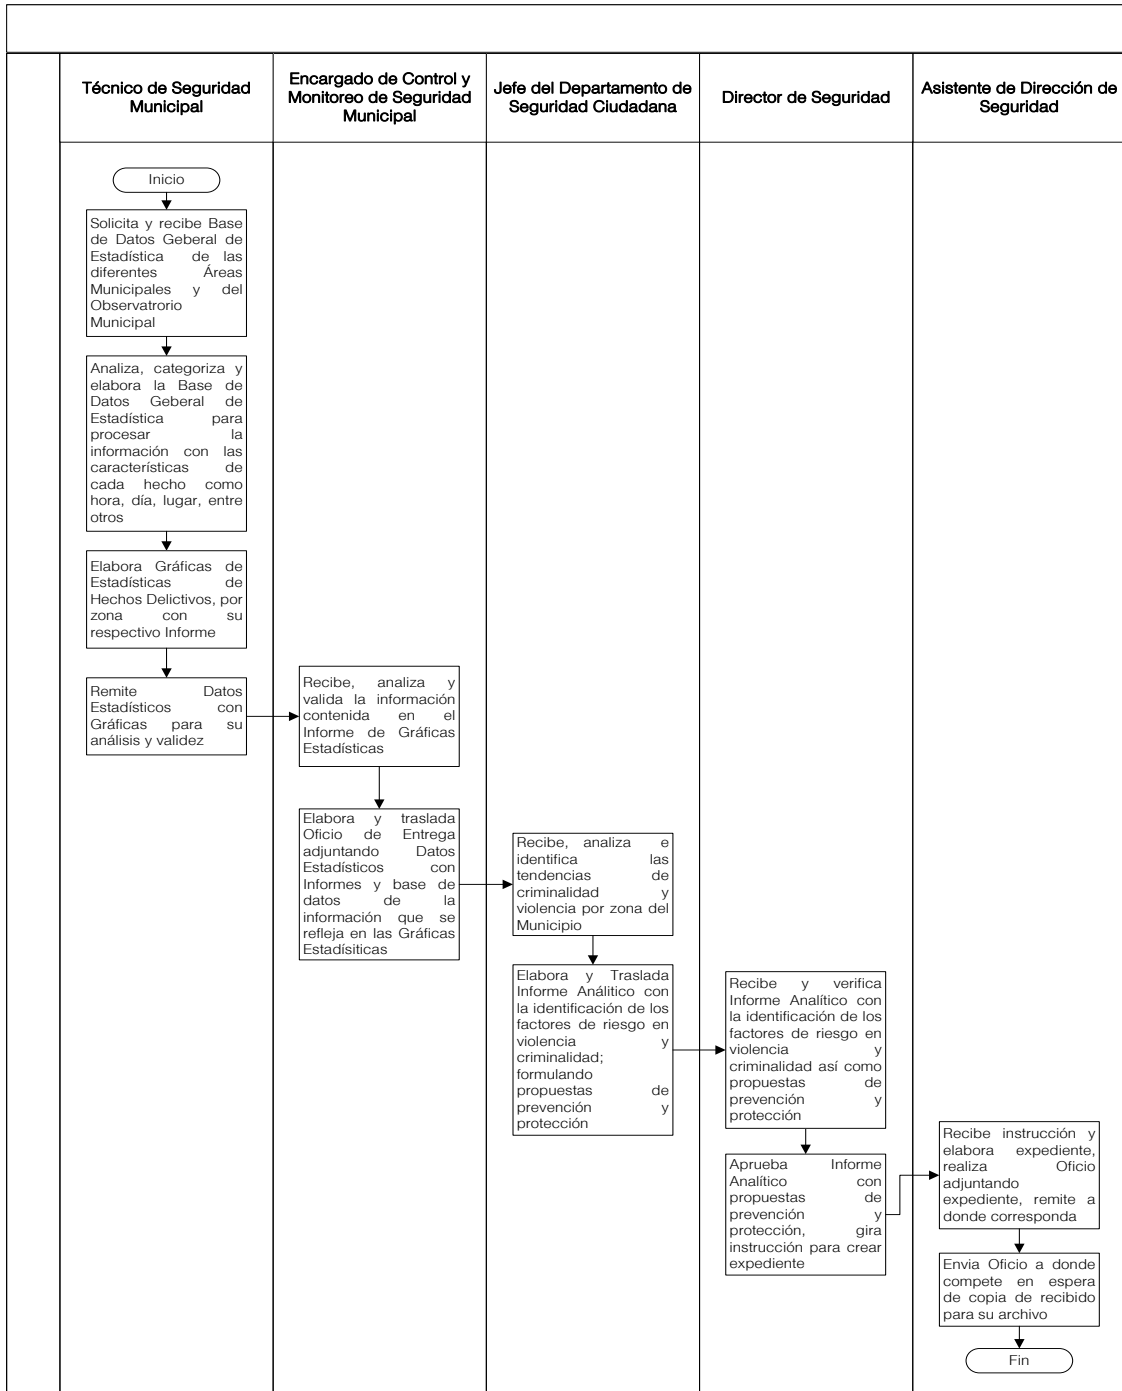 Técnico de Seguridad
Municipal
Encargado de Control y
Monitoreo de Seguridad
Municipal
Jefe del Departamento de
Seguridad Ciudadana
Director de Seguridad
Asistente de Dirección de
Seguridad
Inicio
Solicita y recibe Base
de Datos Geberal de
Estadística de las
diferentes Áreas
Municipales y del
Observatrorio
Municipal
Analiza, categoriza y
elabora la Base de
Datos Geberal de
Estadística para
procesar la
información con las
características de
cada hecho como
hora, día, lugar, entre
otros
Elabora Gráficas de
Estadísticas de
Hechos Delictivos, por
zona con su
respectivo Informe
Remite Datos
Estadísticos con
Gráficas para su
análisis y validez
Recibe, analiza y
valida la información
contenida en el
Informe de Gráficas
Estadísticas
Elabora y traslada
Oficio de Entrega
adjuntando Datos
Estadísticos con
Informes y base de
datos de la
información que se
refleja en las Gráficas
Estadísiticas
Recibe, analiza e
identifica las
tendencias de
criminalidad y
violencia por zona del
Municipio
Elabora y Traslada
Informe Análitico con
la identificación de los
factores de riesgo en
violencia y
criminalidad;
formulando
propuestas de
prevención y
protección
Recibe y verifica
Informe Analítico con
la identificación de los
factores de riesgo en
violencia y
criminalidad así como
propuestas de
prevención y
protección
Aprueba Informe
Analítico con
propuestas de
prevención y
protección, gira
instrucción para crear
expediente
Recibe instrucción y
elabora expediente,
realiza Oficio
adjuntando
expediente, remite a
donde corresponda
Envia Oficio a donde
compete en espera
de copia de recibido
para su archivo
Fin